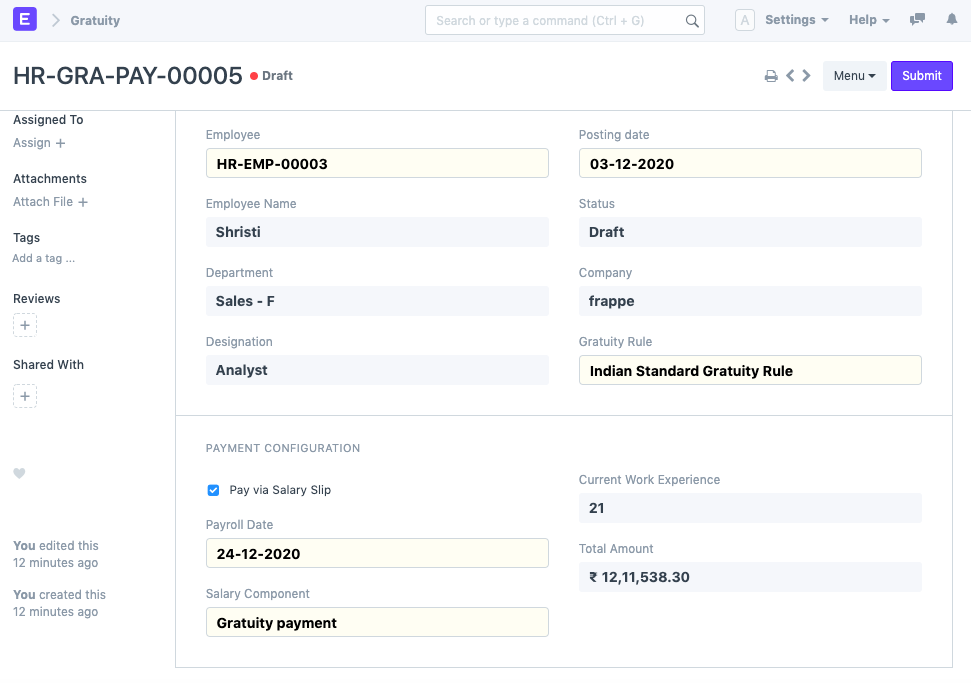 E
Gratuity
Search or type a command (Ctrl + G)
A
Settings
Help
HR-GRA-PAY-00005
Draft
Menu
Submit
Assigned To
Assign +
Attachments
Attach File +
Tags
Add a tag ...
Reviews
+
Shared With
+
You edited this
12 minutes ago
You created this
12 minutes ago
Employee
HR-EMP-00003
Employee Name
Shristi
Department
Sales - F
Designation
Analyst
Posting date
03-12-2020
Status
Draft
Company
frappe
Gratuity Rule
Indian Standard Gratuity Rule
PAYMENT CONFIGURATION
Pay via Salary Slip
Payroll Date
24-12-2020
Salary Component
Gratuity payment
Current Work Experience
21
Total Amount
₹ 12,11,538.30